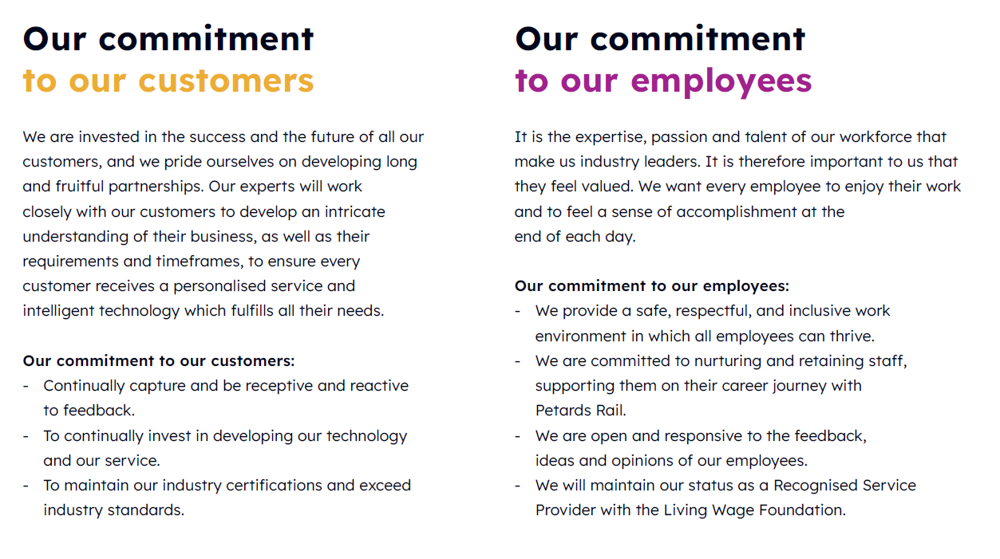 Our commitment
to our customers
We are invested in the success and the future of all our
customers, and we pride ourselves on developing long
and fruitful partnerships. Our experts will work
closely with our customers to develop an intricate
understanding of their business, as well as their
requirements and timeframes, to ensure every
customer receives a personalised service and
intelligent technology which fulfills all their needs.
Our commitment to our customers:
- Continually capture and be receptive and reactive
to feedback.
- To continually invest in developing our technology
and our service.
- To maintain our industry certifications and exceed
industry standards.
Our commitment
to our employees
It is the expertise, passion and talent of our workforce that
make us industry leaders. It is therefore important to us that
they feel valued. We want every employee to enjoy their work
and to feel a sense of accomplishment at the
end of each day.
Our commitment to our employees:
- We provide a safe, respectful, and inclusive work
environment in which all employees can thrive.
- We are committed to nurturing and retaining staff,
supporting them on their career journey with
Petards Rail.
- We are open and responsive to the feedback,
ideas and opinions of our employees.
- We will maintain our status as a Recognised Service
Provider with the Living Wage Foundation.